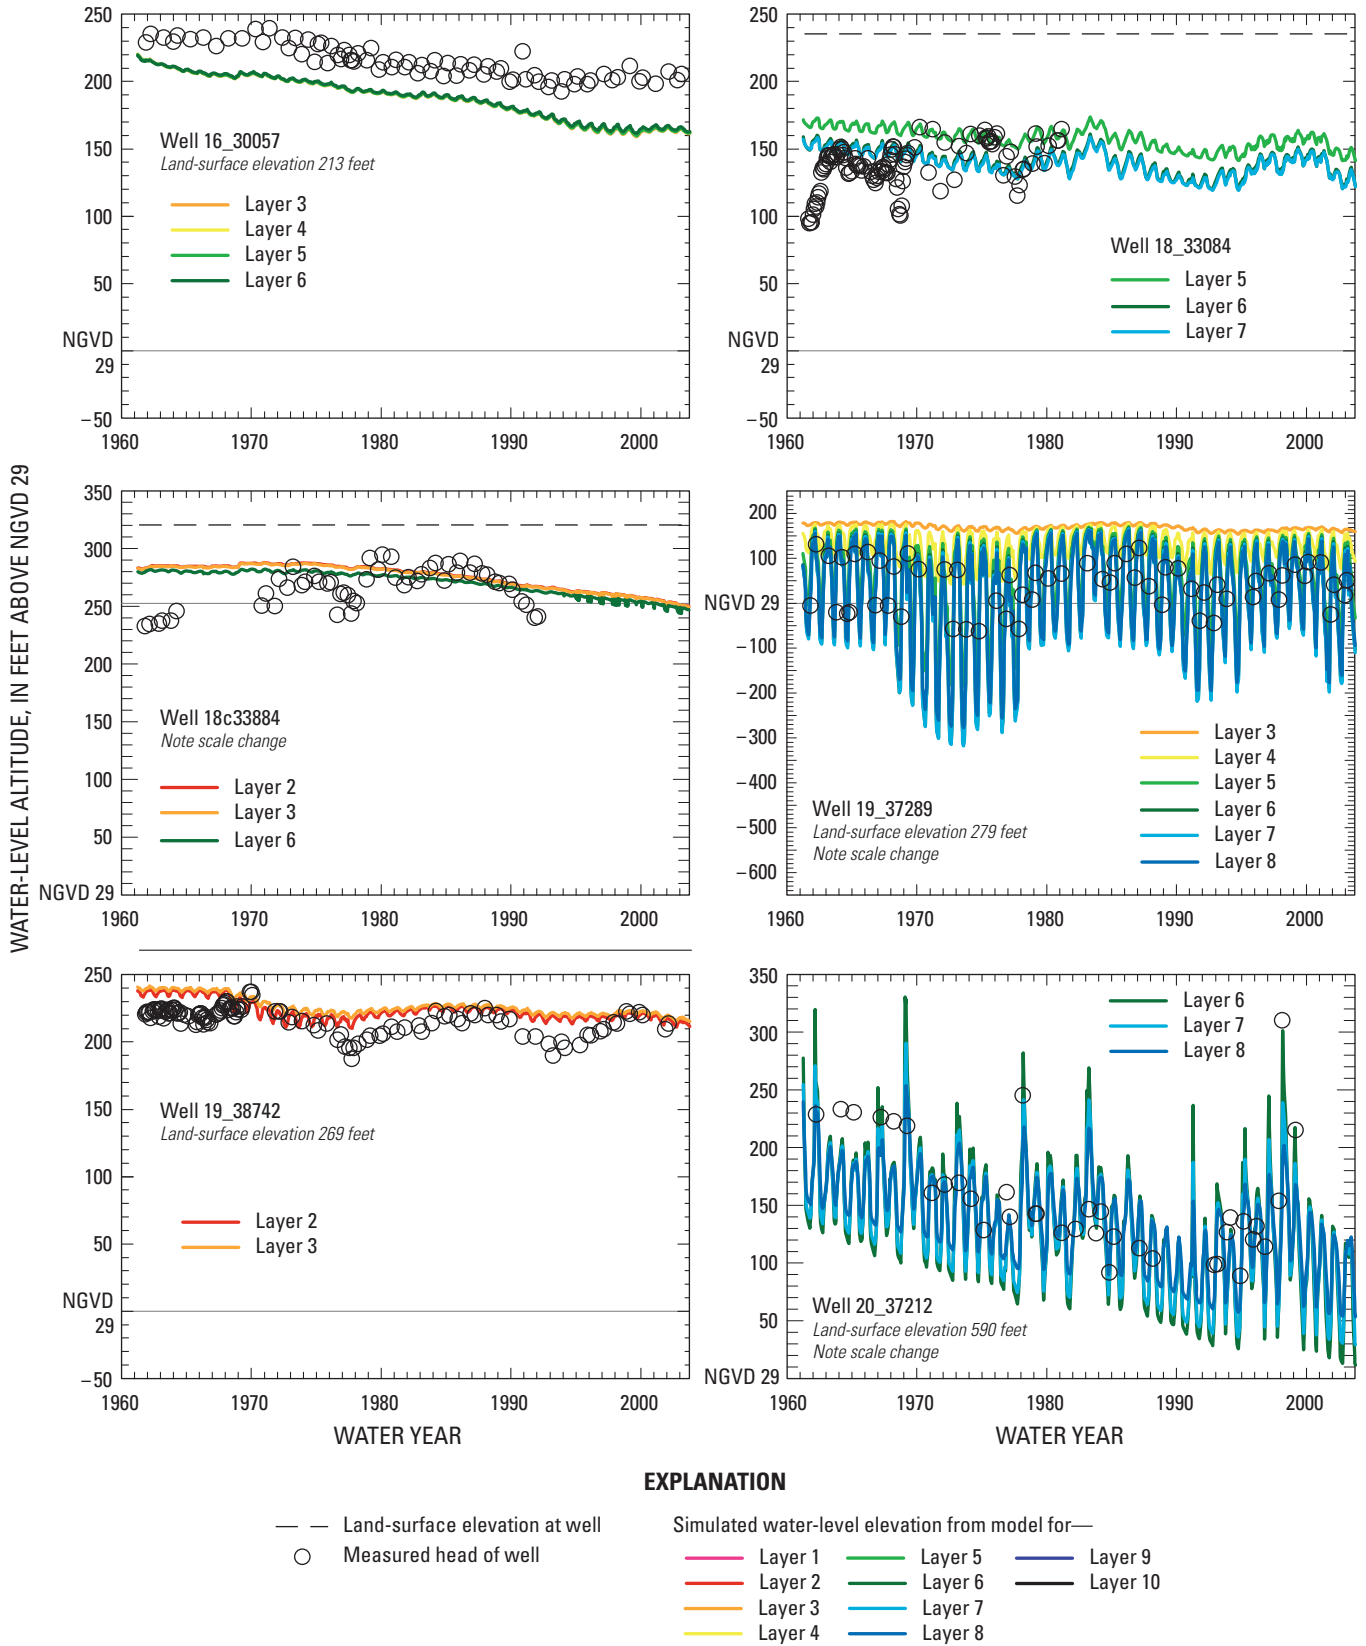 WATER-LEVEL ALTITUDE, IN FEET ABOVE NGVD 29
250
200
150
100
50
NGVD
29
−50
1960 1970 1980 1990 2000
Well 16_30057
Land-surface elevation 213 feet
Layer 3
Layer 4
Layer 5
Layer 6
250
200
150
100
50
NGVD
29
−50
1960 1970 1980 1990 2000
Well 18_33084
Layer 5
Layer 6
Layer 7
350
300
250
200
150
100
50
NGVD 29
1960 1970 1980 1990 2000
Well 18c33884
Note scale change
Layer 2
Layer 3
Layer 6
200
100
NGVD 29
−100
−200
−300
−400
−500
−600
1960 1970 1980 1990 2000
Well 19_37289
Land-surface elevation 279 feet
Note scale change
Layer 3
Layer 4
Layer 5
Layer 6
Layer 7
Layer 8
250
200
150
100
50
NGVD
29
−50
1960 1970 1980 1990 2000
WATER YEAR
Well 19_38742
Land-surface elevation 269 feet
Layer 2
Layer 3
350
300
250
200
150
100
50
NGVD 29
1960 1970 1980 1990 2000
WATER YEAR
Layer 6
Layer 7
Layer 8
Well 20_37212
Land-surface elevation 590 feet
Note scale change
EXPLANATION
Land-surface elevation at well
Measured head of well
Simulated water-level elevation from model for—
Layer 1
Layer 2
Layer 3
Layer 4
Layer 5
Layer 6
Layer 7
Layer 8
Layer 9
Layer 10